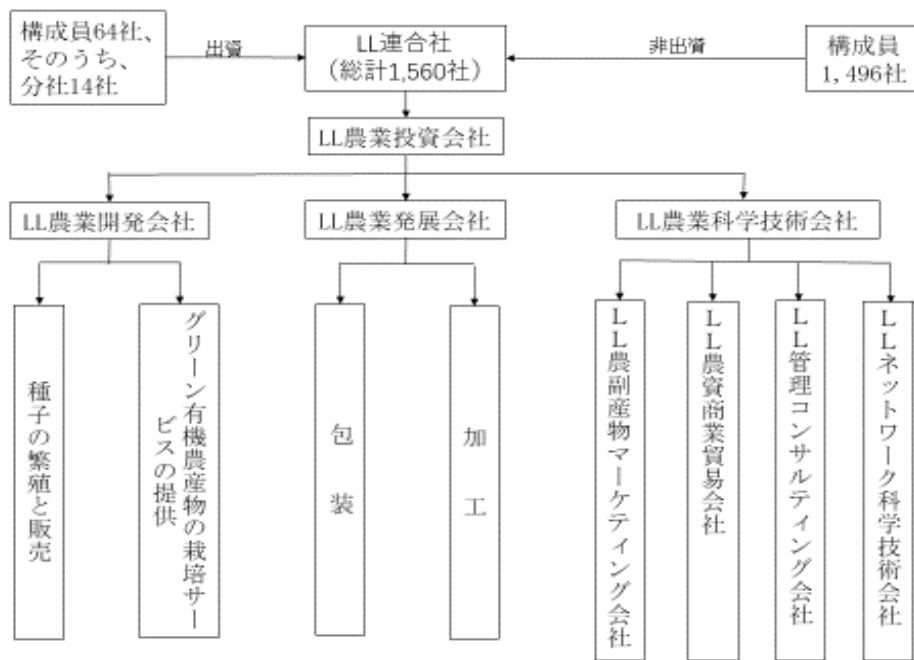 構成員64社、
そのうち、
分社14社
出資
LL連合社
（総計1,560社）
非出資
構成員
1,496社
LL農業投資会社
LL農業開発会社
LL農業発展会社
LL農業科学技術会社
種子の繁殖と販売
グリーン有機農産物の栽培サー
ビスの提供
包装
加工
LL農副産物マーケティング会社
LL農資商業貿易会社
LL管理コンサルティング会社
LLネットワーク科学技術会社